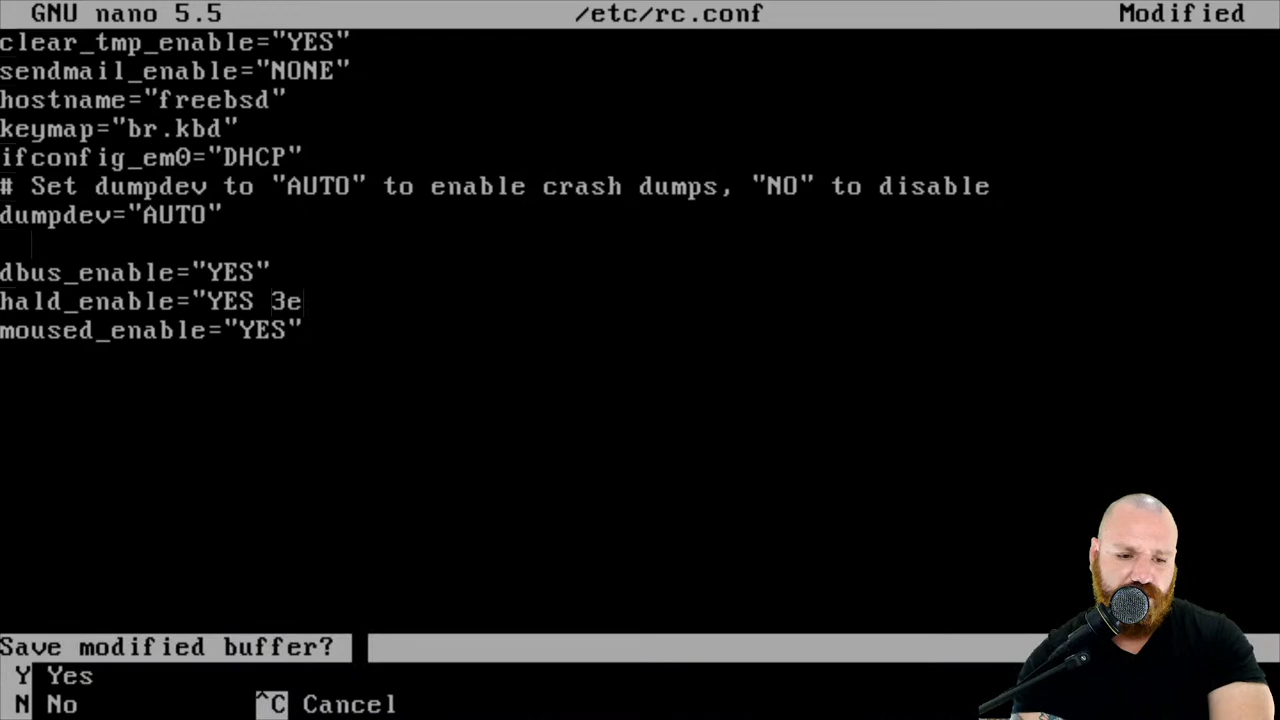 GNU nano 5.5 /etc/rc.conf Modified
clear_tmp_enable="YES"
sendmail_enable="NONE"
hostname="freebsd"
keymap="br.kbd"
ifconfig_em0="DHCP"
# Set dumpdev to "AUTO" to enable crash dumps, "NO" to disable
dumpdev="AUTO"
dbus_enable="YES"
hald_enable="YES 3e
moused_enable="YES"
Save modified buffer?
Y Yes
N No ^C Cancel